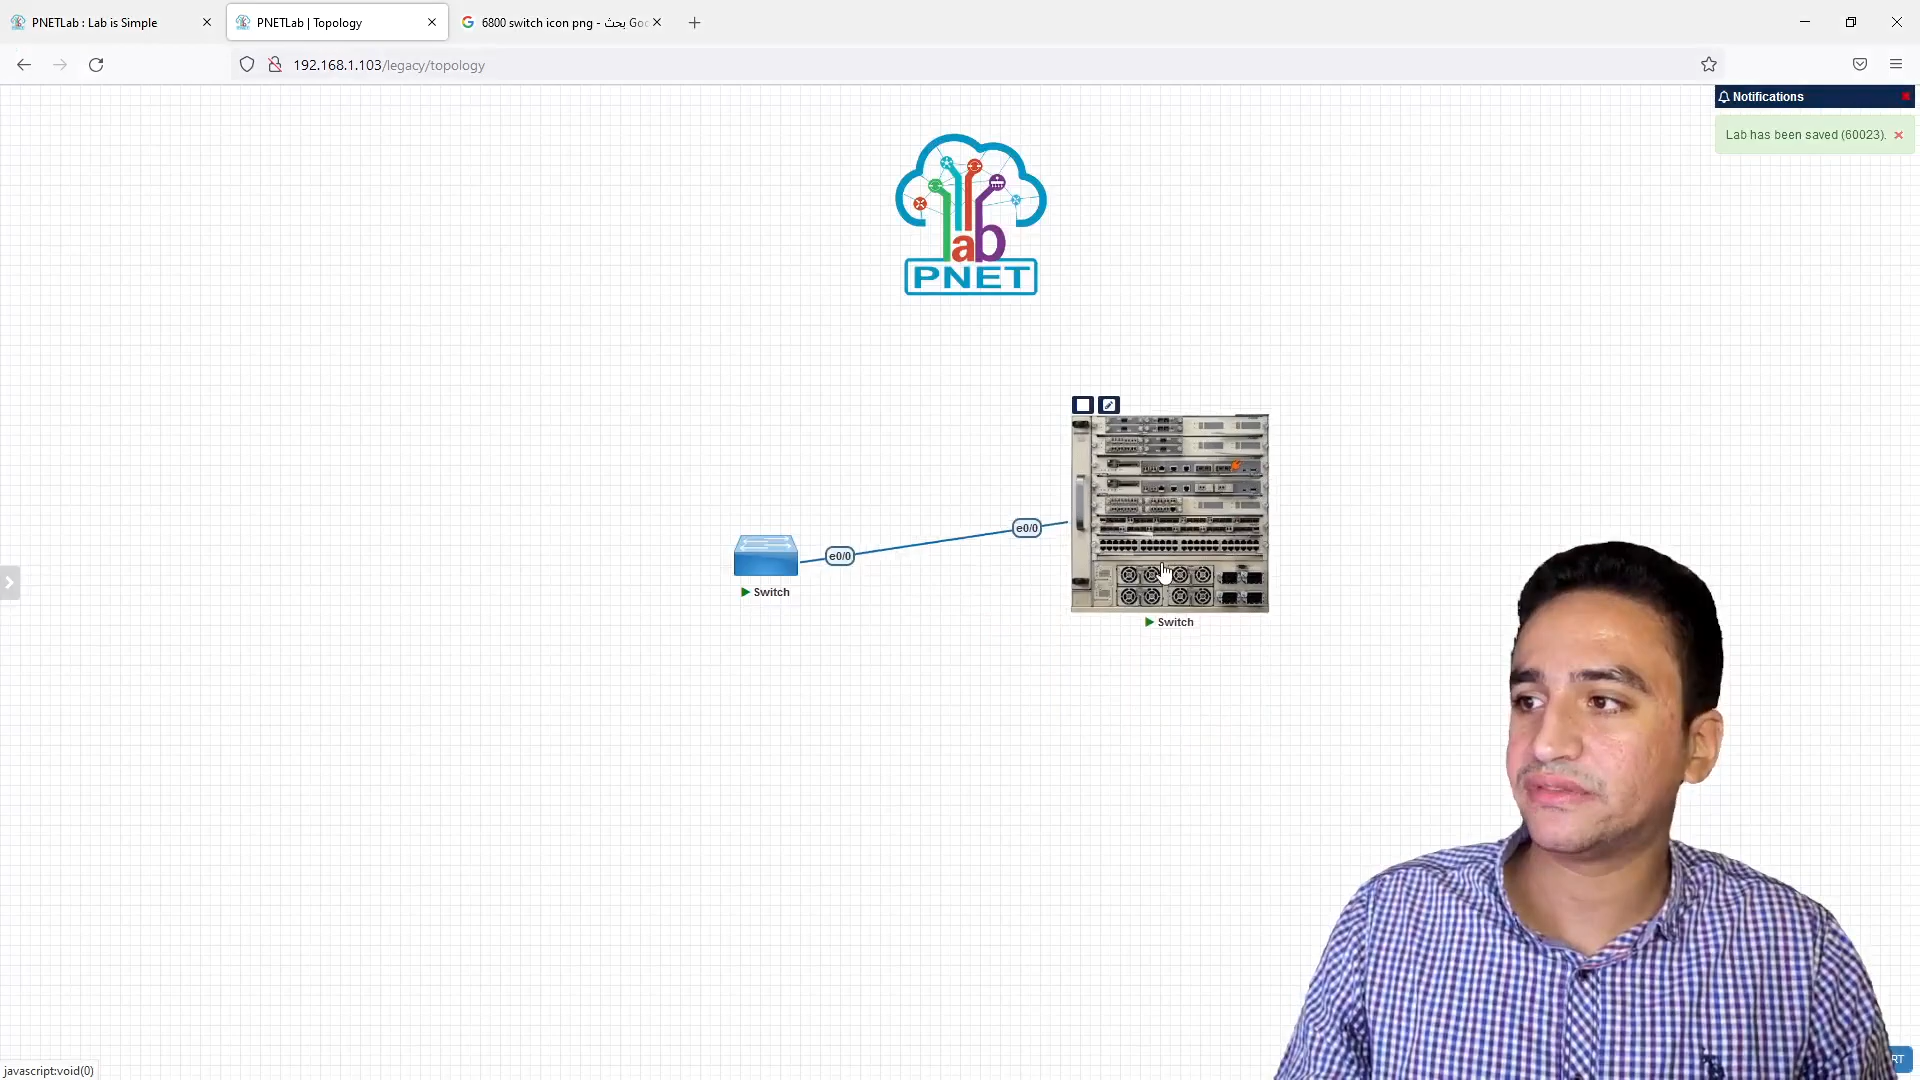 PNETLab : Lab is Simple
PNETLab | Topology
6800 switch icon png - بحث Goo
192.168.1.103/legacy/topology
Notifications
Lab has been saved (60023).
lab
PNET
e0/0
e0/0
Switch
Switch
javascript:void(0)
RT